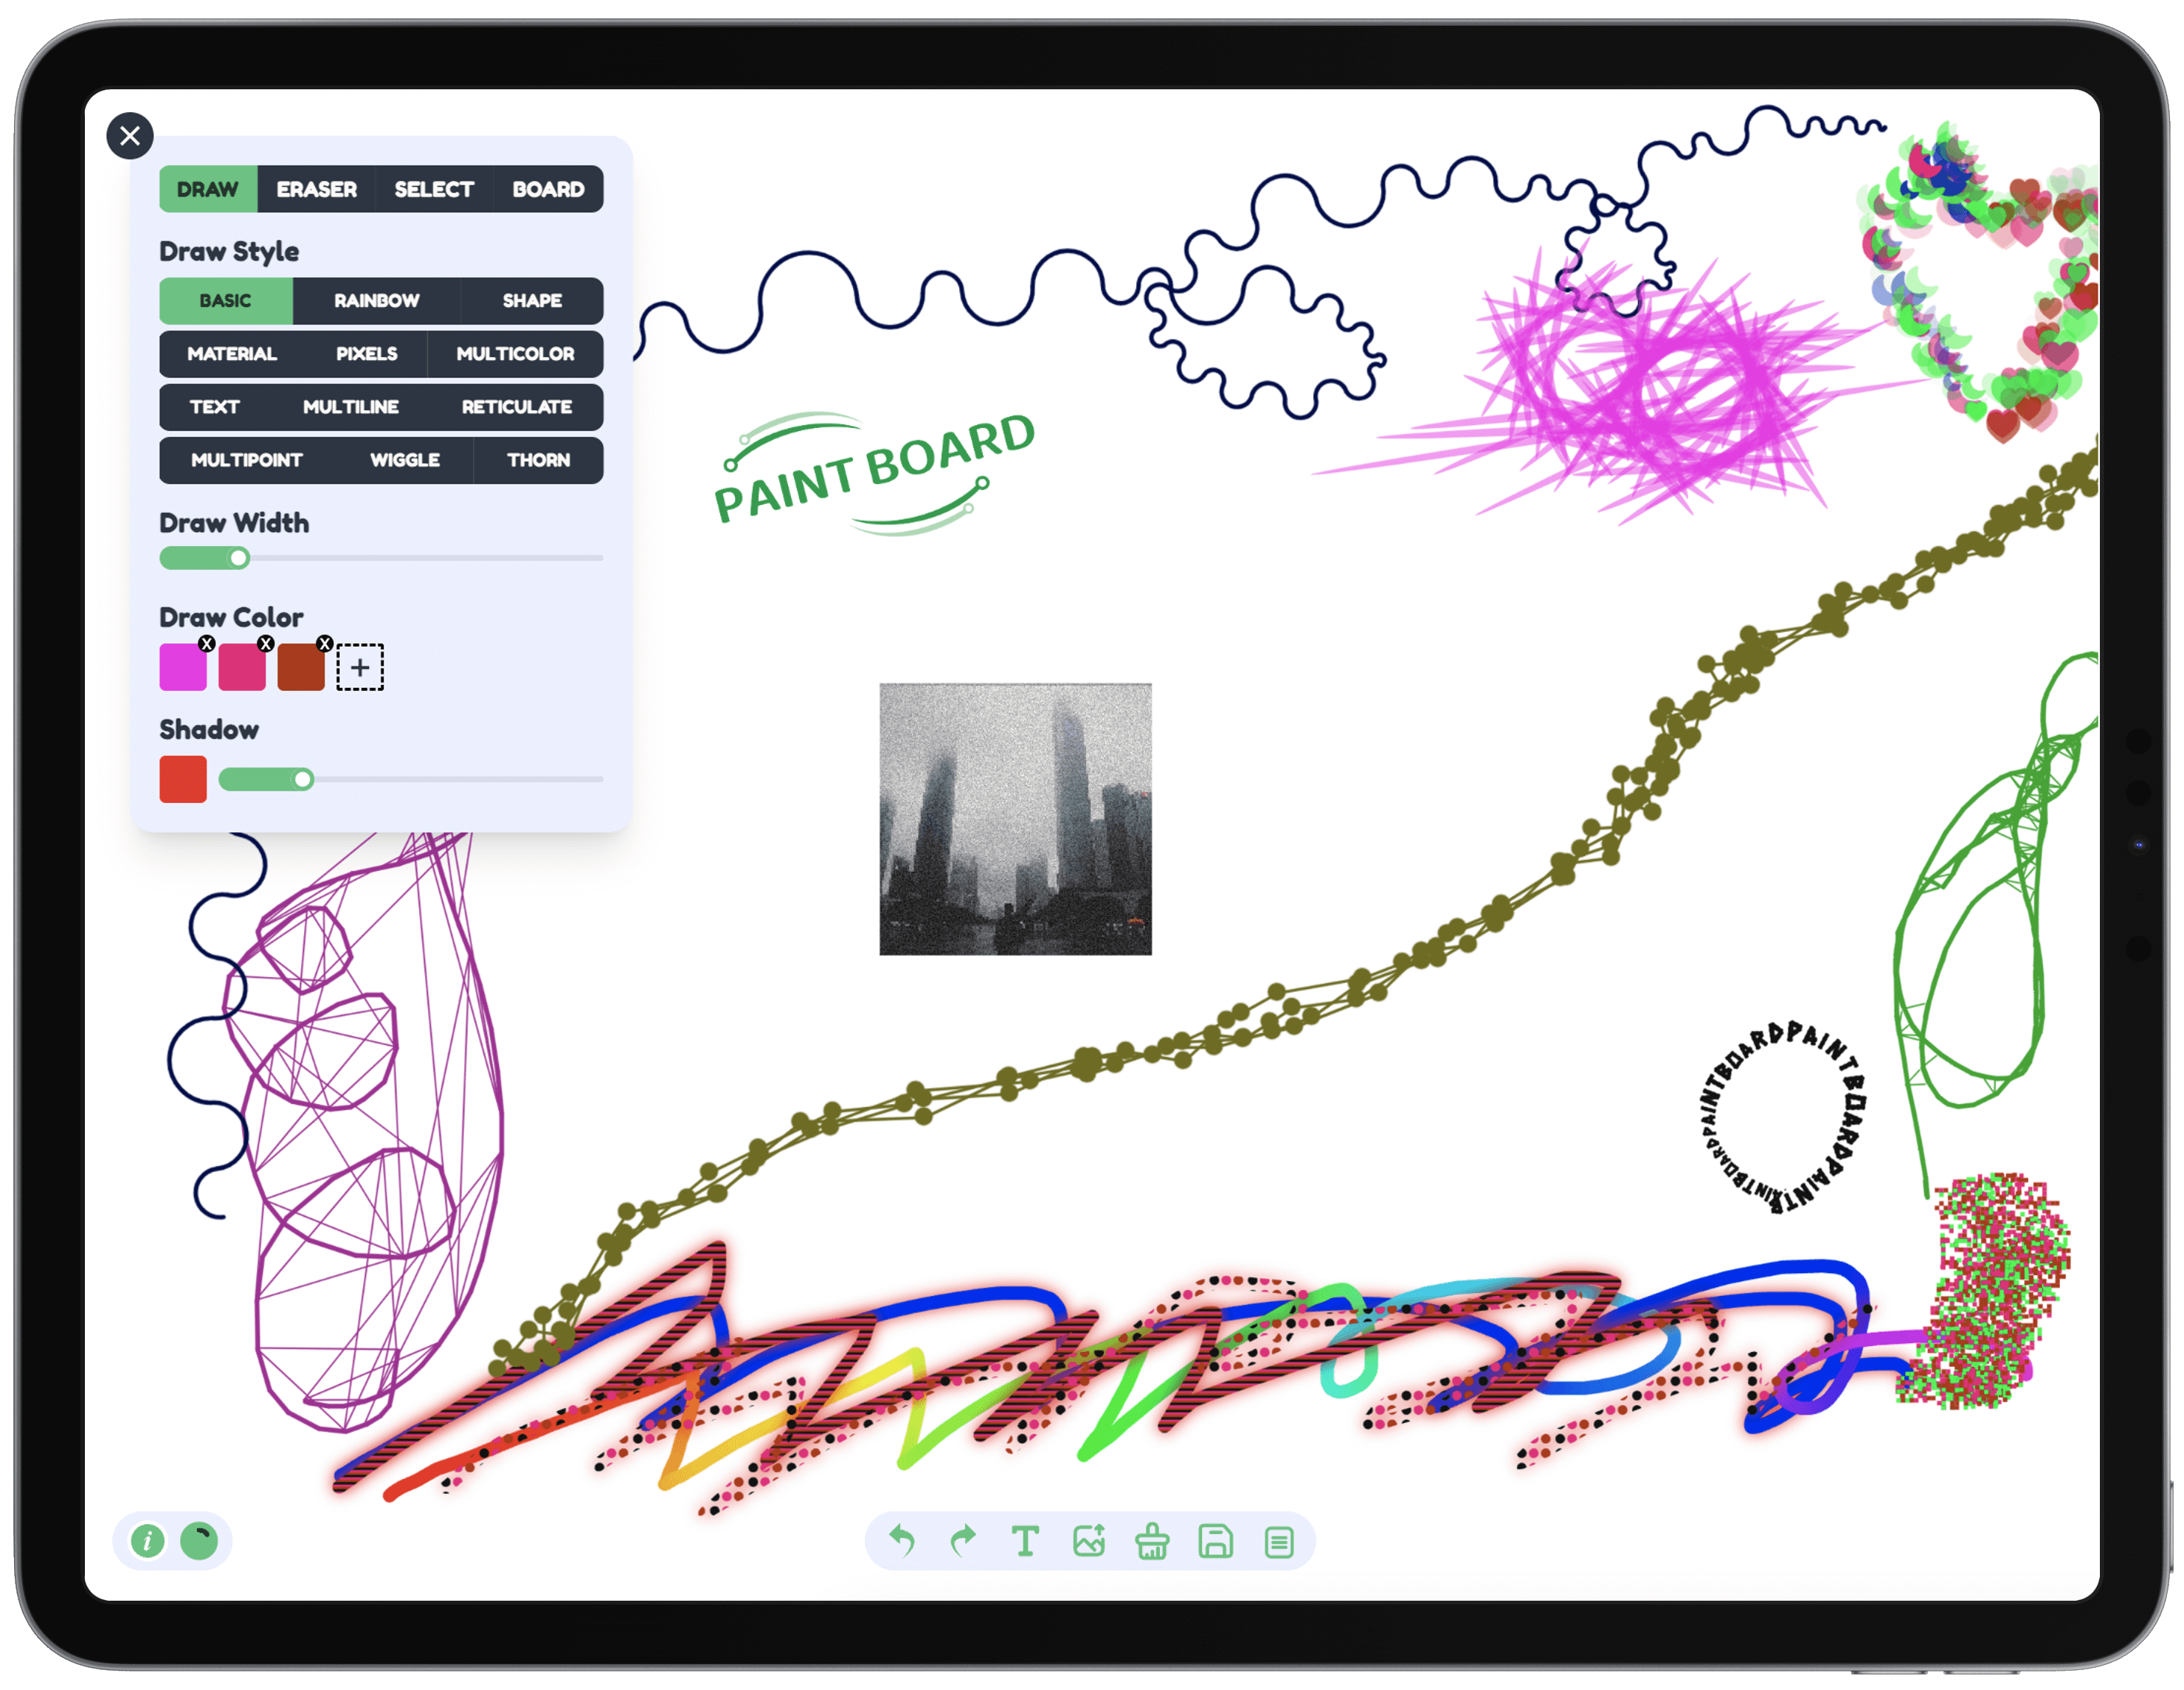 DRAW ERASER SELECT BOARD
Draw Style
BASIC RAINBOW SHAPE
MATERIAL PIXELS MULTICOLOR
TEXT MULTILINE RETICULATE
MULTIPOINT WIGGLE THORN
Draw Width
Draw Color
X X X +
Shadow
PAINT BOARD
PAINTBOARDPAINTBOARDPAINTBOARDPAINTBOARD
i
T